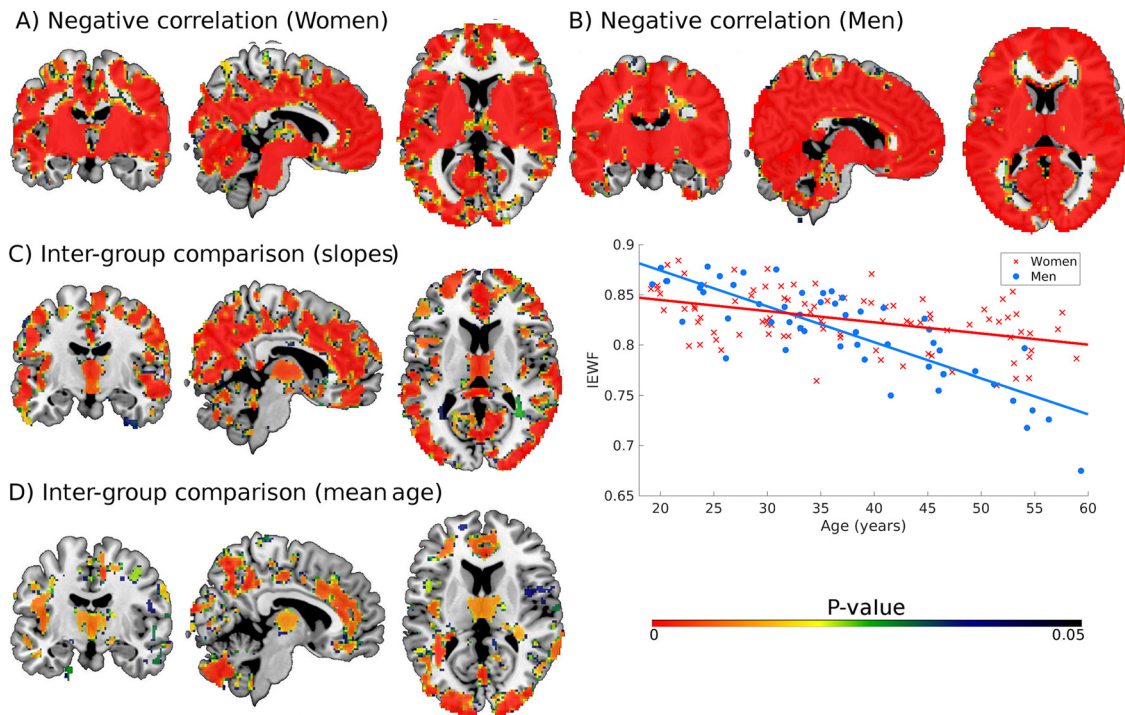 A) Negative correlation (Women)
B) Negative correlation (Men)
C) Inter-group comparison (slopes)
0.9
0.85
0.8
0.75
0.7
0.65
IEWF
Women
Men
20 25 30 35 40 45 50 55 60
Age (years)
D) Inter-group comparison (mean age)
P-value
0 0.05